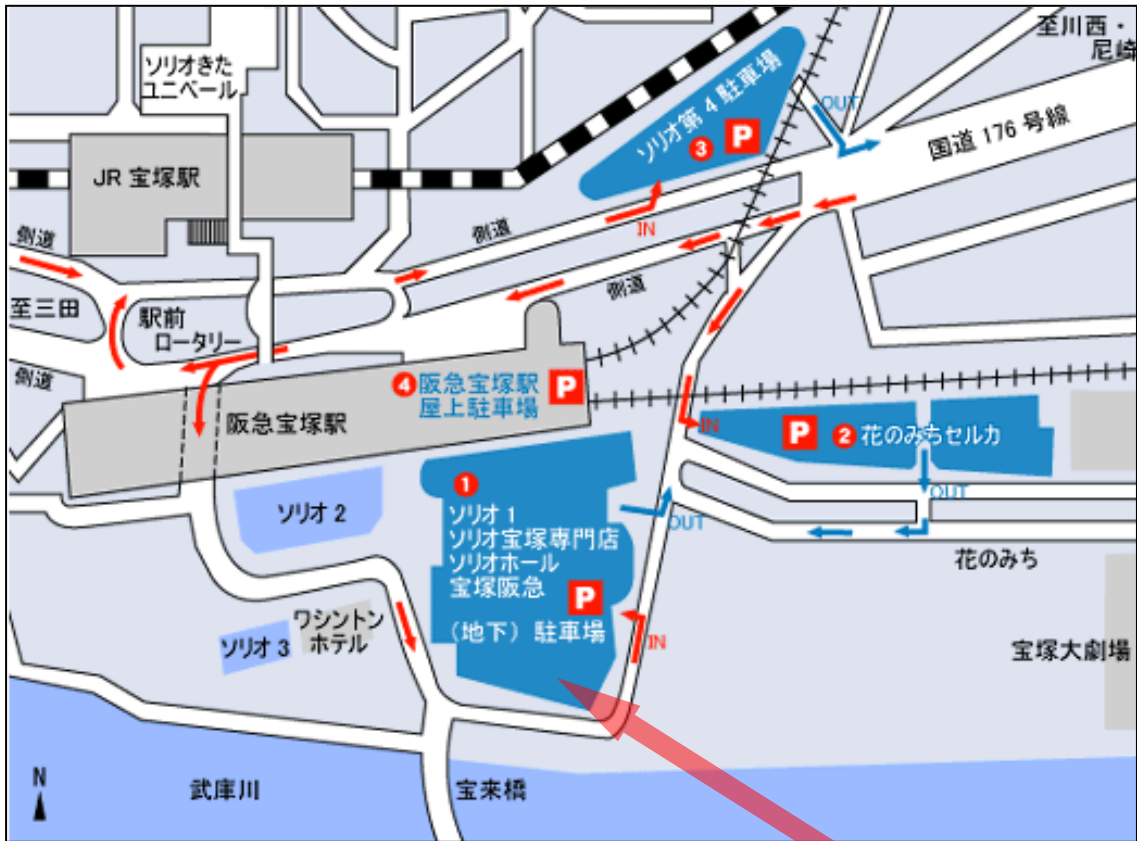 至川西・
尼崎
ソリオきた
ユニベール
ソリオ第4駐車場
3
P
OUT
国道176号線
JR 宝塚駅
側道
IN
側道
側道
至三田
駅前
ロータリー
側道
4 阪急宝塚駅
屋上駐車場
P
阪急宝塚駅
IN
P
2 花のみちセルカ
OUT
1
ソリオ1
ソリオ宝塚専門店
ソリオホール
宝塚阪急
P
(地下) 駐車場
OUT
IN
ソリオ2
花のみち
ワシントン
ホテル
ソリオ3
宝塚大劇場
N
武庫川
宝来橋